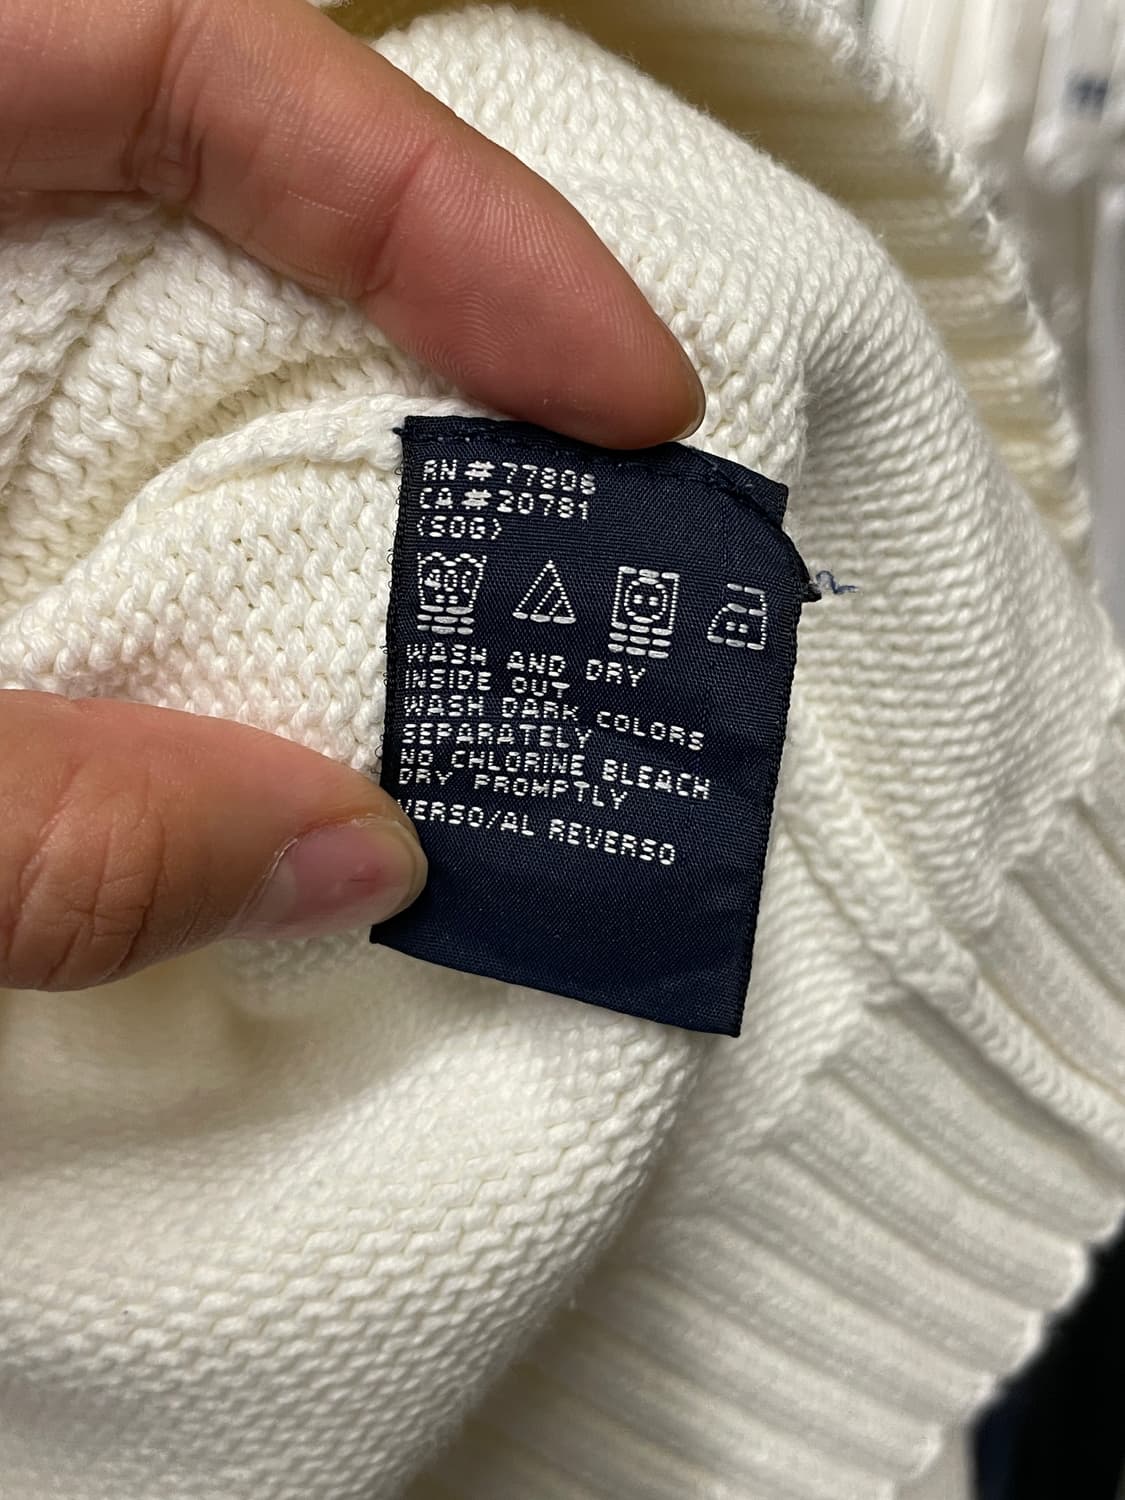 RN #77806
CA #20781
(SOG)
40°
WASH AND DRY
INSIDE OUT
WASH DARK COLORS
SEPARATELY
NO CHLORINE BLEACH
DRY PROMPTLY
VERSO/AL REVERSO